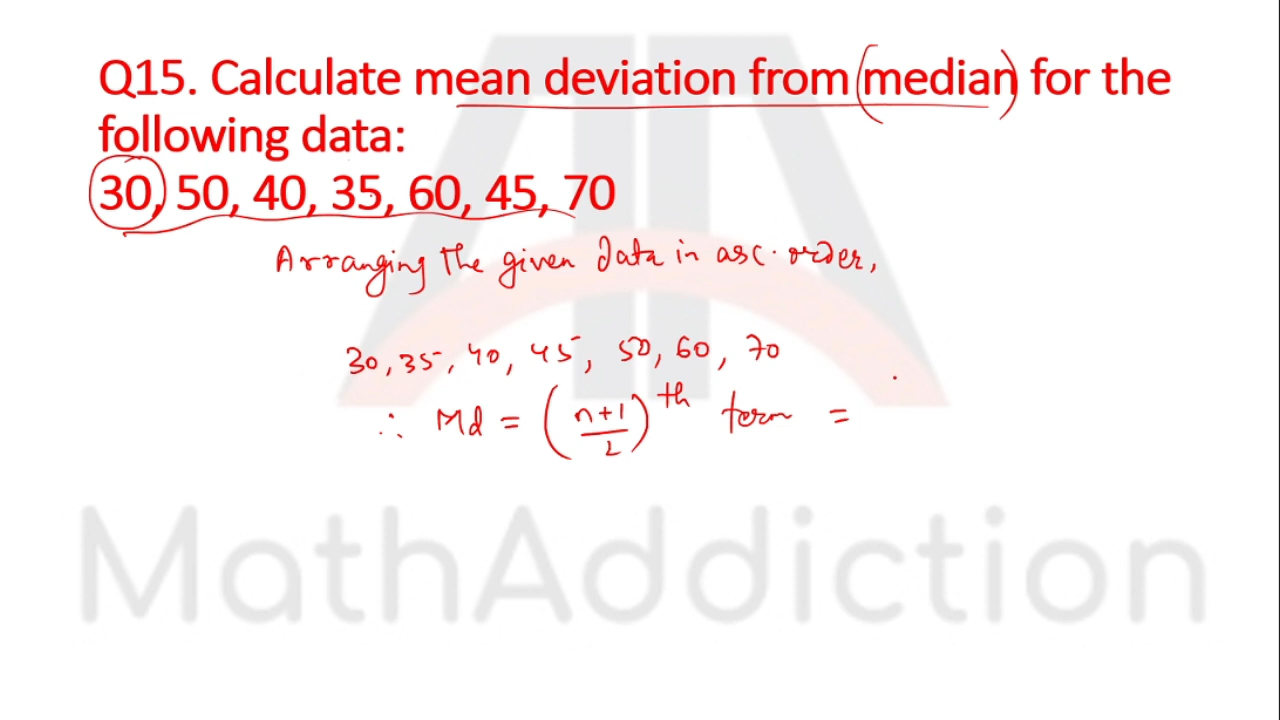 Q15. Calculate mean deviation from (median) for the
following data:
30, 50, 40, 35, 60, 45, 70
Arranging the given data in asc. order,
30, 35, 40, 45, 50, 60, 70
∴ Md = (n+1/2)th term =
MathAddiction